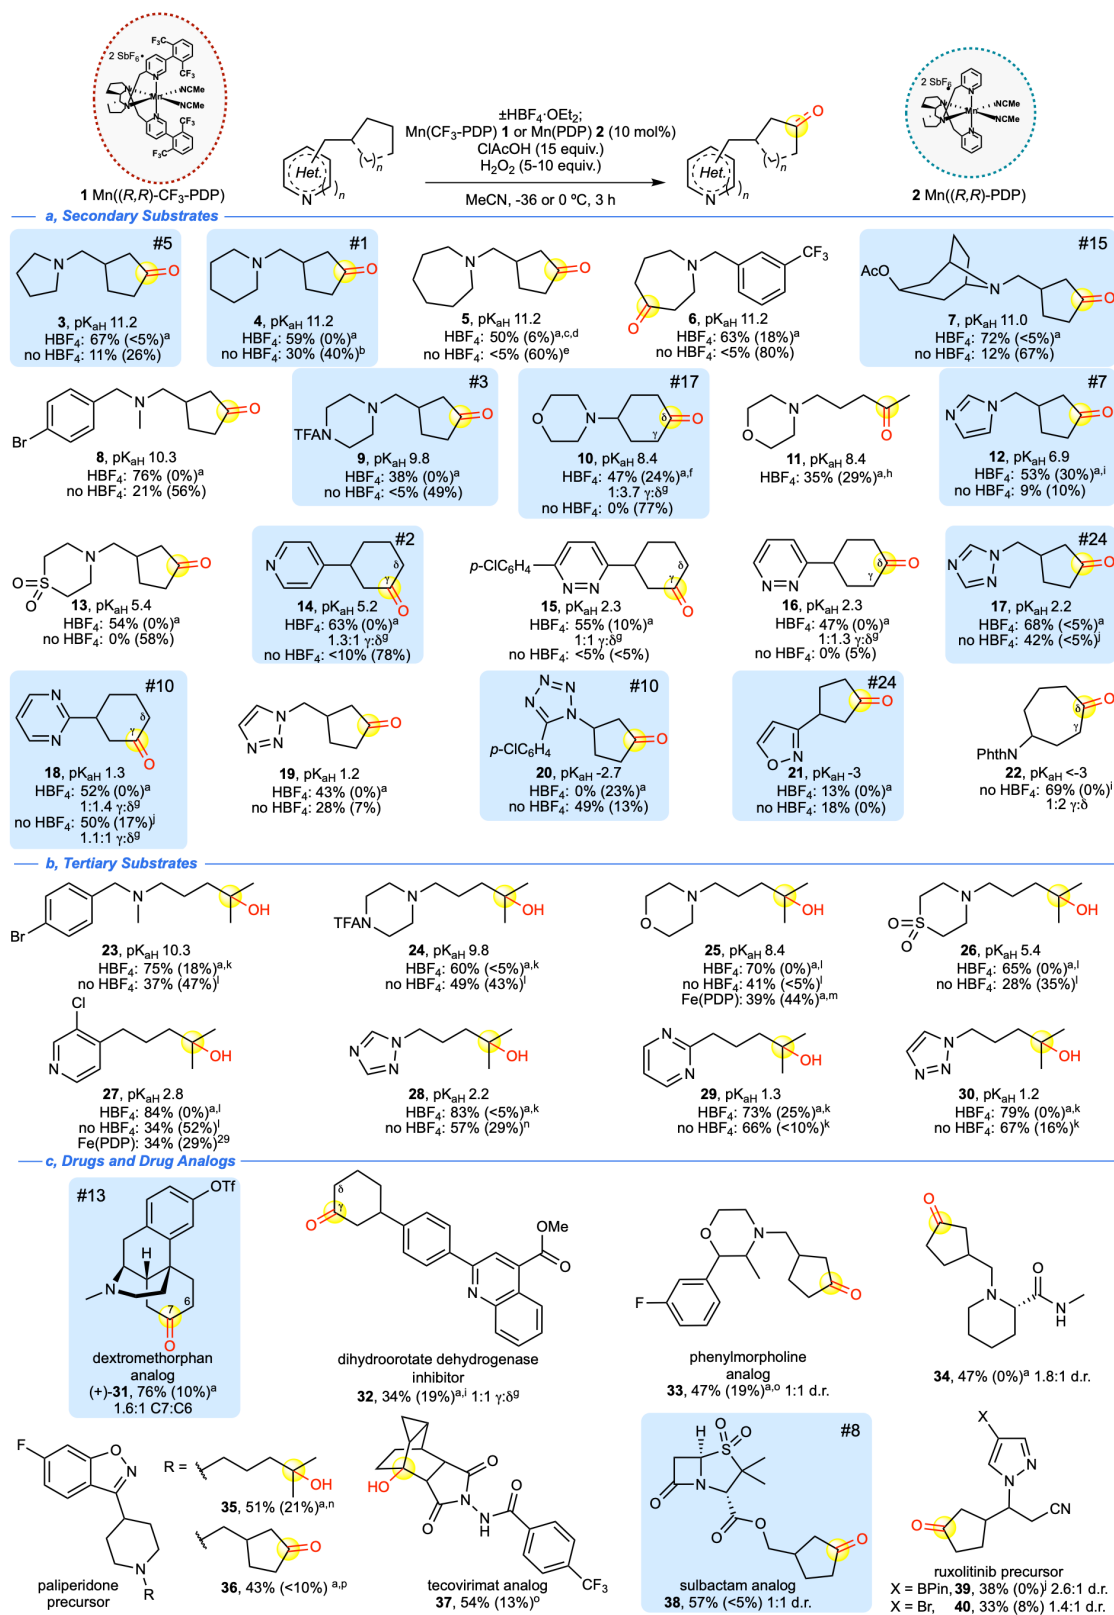 F₃C
CF₃
2 SbF₆•
N
N
Mn
N
N
NCMe
NCMe
CF₃
F₃C
1 Mn((R,R)-CF₃-PDP)
Het.
N
( )n
±HBF₄·OEt₂;
Mn(CF₃-PDP) 1 or Mn(PDP) 2 (10 mol%)
ClAcOH (15 equiv.)
H₂O₂ (5-10 equiv.)
MeCN, -36 or 0 ºC, 3 h
O
Het.
N
( )n
2 SbF₆•
N
N
Mn
N
N
NCMe
NCMe
2 Mn((R,R)-PDP)
a, Secondary Substrates
#5
N
O
3, pKaH 11.2
HBF₄: 67% (<5%)ᵃ
no HBF₄: 11% (26%)
#1
N
O
4, pKaH 11.2
HBF₄: 59% (0%)ᵃ
no HBF₄: 30% (40%)ᵇ
N
O
5, pKaH 11.2
HBF₄: 50% (6%)ᵃ,ᶜ,ᵈ
no HBF₄: <5% (60%)ᵉ
N
CF₃
O
6, pKaH 11.2
HBF₄: 63% (18%)ᵃ
no HBF₄: <5% (80%)
#15
AcO
N
O
7, pKaH 11.0
HBF₄: 72% (<5%)ᵃ
no HBF₄: 12% (67%)
Br
N
O
8, pKaH 10.3
HBF₄: 76% (0%)ᵃ
no HBF₄: 21% (56%)
#3
N
O
TFAN
9, pKaH 9.8
HBF₄: 38% (0%)ᵃ
no HBF₄: <5% (49%)
#17
O
N
δ
O
γ
10, pKaH 8.4
HBF₄: 47% (24%)ᵃ,ᶠ
1:3.7 γ:δᵍ
no HBF₄: 0% (77%)
N
O
O
11, pKaH 8.4
HBF₄: 35% (29%)ᵃ,ʰ
#7
N
N
O
12, pKaH 6.9
HBF₄: 53% (30%)ᵃ,ⁱ
no HBF₄: 9% (10%)
N
S
O
O
O
13, pKaH 5.4
HBF₄: 54% (0%)ᵃ
no HBF₄: 0% (58%)
#2
N
δ
γ
O
14, pKaH 5.2
HBF₄: 63% (0%)ᵃ
1.3:1 γ:δᵍ
no HBF₄: <10% (78%)
p-ClC₆H₄
N
N
δ
γ
O
15, pKaH 2.3
HBF₄: 55% (10%)ᵃ
1:1 γ:δᵍ
no HBF₄: <5% (<5%)
N
N
δ
O
γ
16, pKaH 2.3
HBF₄: 47% (0%)ᵃ
1:1.3 γ:δᵍ
no HBF₄: 0% (5%)
#24
N
N
N
O
17, pKaH 2.2
HBF₄: 68% (<5%)ᵃ
no HBF₄: 42% (<5%)ʲ
#10
N
N
δ
γ
O
18, pKaH 1.3
HBF₄: 52% (0%)ᵃ
1:1.4 γ:δᵍ
no HBF₄: 50% (17%)ʲ
1.1:1 γ:δᵍ
N
N
N
O
19, pKaH 1.2
HBF₄: 43% (0%)ᵃ
no HBF₄: 28% (7%)
#10
N
N
N
N
p-ClC₆H₄
O
20, pKaH -2.7
HBF₄: 0% (23%)ᵃ
no HBF₄: 49% (13%)
#24
O
N
O
21, pKaH -3
HBF₄: 13% (0%)ᵃ
no HBF₄: 18% (0%)
O
δ
γ
PhthN
22, pKaH <-3
no HBF₄: 69% (0%)ⁱ
1:2 γ:δ
b, Tertiary Substrates
Br
N
OH
23, pKaH 10.3
HBF₄: 75% (18%)ᵃ,ᵏ
no HBF₄: 37% (47%)ˡ
N
TFAN
OH
24, pKaH 9.8
HBF₄: 60% (<5%)ᵃ,ᵏ
no HBF₄: 49% (43%)ˡ
N
O
OH
25, pKaH 8.4
HBF₄: 70% (0%)ᵃ,ˡ
no HBF₄: 41% (<5%)ˡ
Fe(PDP): 39% (44%)ᵃ,ᵐ
N
S
O
O
OH
26, pKaH 5.4
HBF₄: 65% (0%)ᵃ,ˡ
no HBF₄: 28% (35%)ˡ
Cl
N
OH
27, pKaH 2.8
HBF₄: 84% (0%)ᵃ,ˡ
no HBF₄: 34% (52%)ˡ
Fe(PDP): 34% (29%)²⁹
N
N
N
OH
28, pKaH 2.2
HBF₄: 83% (<5%)ᵃ,ᵏ
no HBF₄: 57% (29%)ⁿ
N
N
OH
29, pKaH 1.3
HBF₄: 73% (25%)ᵃ,ᵏ
no HBF₄: 66% (<10%)ᵏ
N
N
N
OH
30, pKaH 1.2
HBF₄: 79% (0%)ᵃ,ᵏ
no HBF₄: 67% (16%)ᵏ
c, Drugs and Drug Analogs
#13
OTf
H
N
7
6
O
dextromethorphan
analog
(+)-31, 76% (10%)ᵃ
1.6:1 C7:C6
δ
γ
O
OMe
O
N
dihydroorotate dehydrogenase
inhibitor
32, 34% (19%)ᵃ,ⁱ 1:1 γ:δᵍ
O
N
F
O
phenylmorpholine
analog
33, 47% (19%)ᵃ,ᵒ 1:1 d.r.
O
N
O
N
H
34, 47% (0%)ᵃ 1.8:1 d.r.
F
O
N
N
R
paliperidone
precursor
R =
OH
35, 51% (21%)ᵃ,ⁿ
O
36, 43% (<10%) ᵃ,ᵖ
HO
O
N
O
NH
O
CF₃
tecovirimat analog
37, 54% (13%)ᵒ
#8
O
O
H
S
N
O
O
O
O
sulbactam analog
38, 57% (<5%) 1:1 d.r.
X
N
N
CN
O
ruxolitinib precursor
X = BPin, 39, 38% (0%)ʲ 2.6:1 d.r.
X = Br, 40, 33% (8%) 1.4:1 d.r.